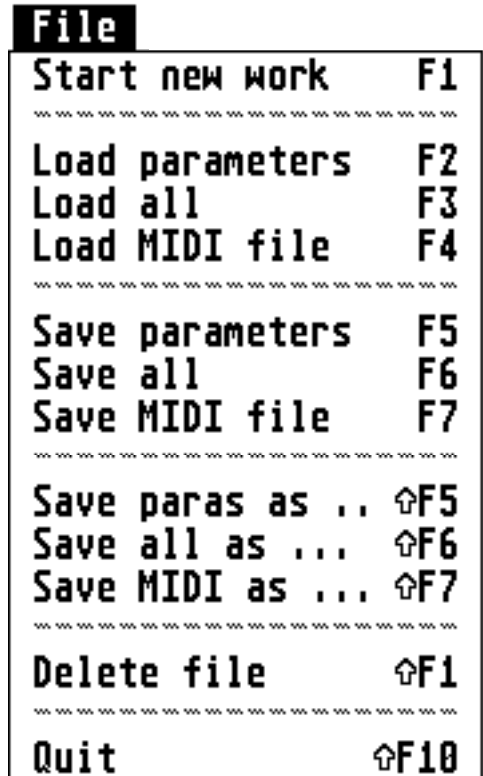 File
Start new work F1
Load parameters F2
Load all F3
Load MIDI file F4
Save parameters F5
Save all F6
Save MIDI file F7
Save paras as .. ⇧F5
Save all as ... ⇧F6
Save MIDI as ... ⇧F7
Delete file ⇧F1
Quit ⇧F10